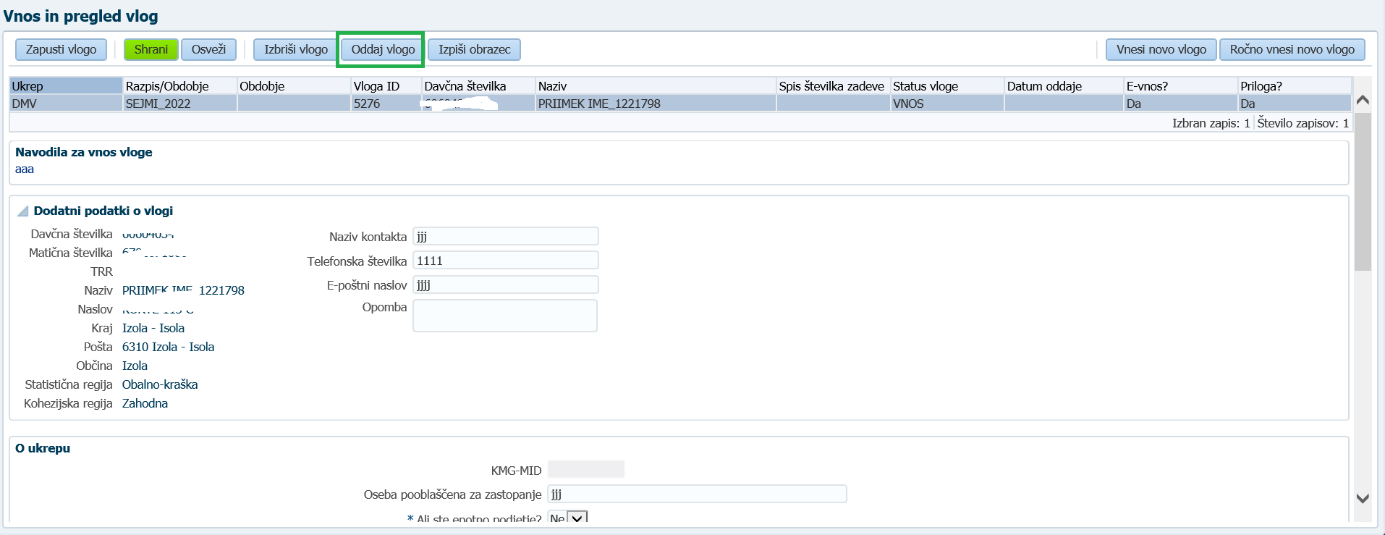 Vnos in pregled vlog
Zapusti vlogo Shrani Osveži Izbriši vlogo Oddaj vlogo Izpiši obrazec Vnesi novo vlogo Ročno vnesi novo vlogo
Ukrep Razpis/Obdobje Obdobje Vloga ID Davčna številka Naziv Spis številka zadeve Status vloge Datum oddaje E-vnos? Priloga?
DMV SEJMI_2022 5276 PRIIMEK IME_1221798 VNOS Da Da
Izbran zapis: 1 Število zapisov: 1
Navodila za vnos vloge
aaa
Dodatni podatki o vlogi
Davčna številka
Naziv kontakta jjj
Matična številka
Telefonska številka 1111
TRR
E-poštni naslov jjjj
Naziv PRIIMEK IME_1221798
Opomba
Naslov
Kraj Izola - Isola
Pošta 6310 Izola - Isola
Občina Izola
Statistična regija Obalno-kraška
Kohezijska regija Zahodna
O ukrepu
KMG-MID
Oseba pooblaščena za zastopanje jjj
* Ali ste enotno podjetje? Ne